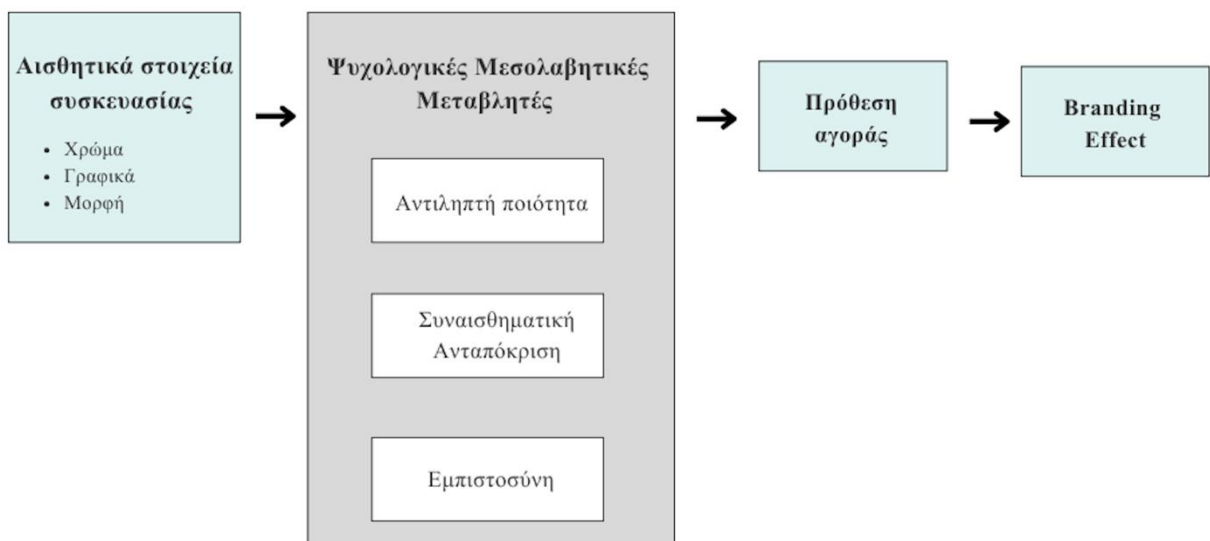 Αισθητικά στοιχεία
συσκευασίας
• Χρώμα
• Γραφικά
• Μορφή
Ψυχολογικές Μεσολαβητικές
Μεταβλητές
Αντιληπτή ποιότητα
Συναισθηματική
Ανταπόκριση
Εμπιστοσύνη
Πρόθεση
αγοράς
Branding
Effect